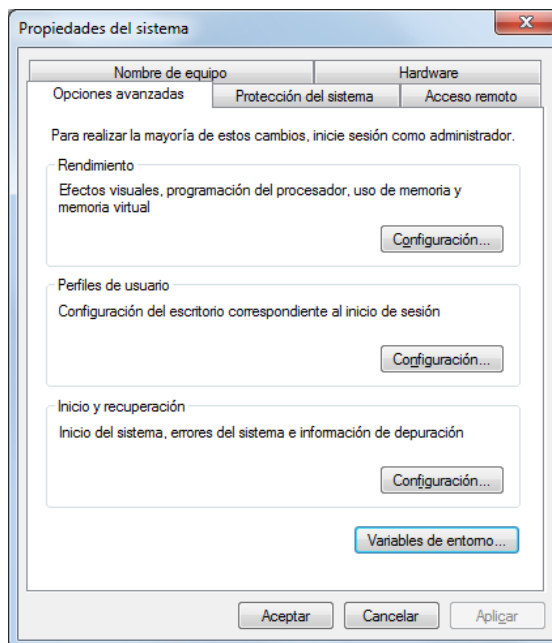 Propiedades del sistema
Nombre de equipo
Hardware
Opciones avanzadas
Protección del sistema
Acceso remoto
Para realizar la mayoría de estos cambios, inicie sesión como administrador.
Rendimiento
Efectos visuales, programación del procesador, uso de memoria y
memoria virtual
Configuración...
Perfiles de usuario
Configuración del escritorio correspondiente al inicio de sesión
Configuración...
Inicio y recuperación
Inicio del sistema, errores del sistema e información de depuración
Configuración...
Variables de entorno...
Aceptar
Cancelar
Aplicar